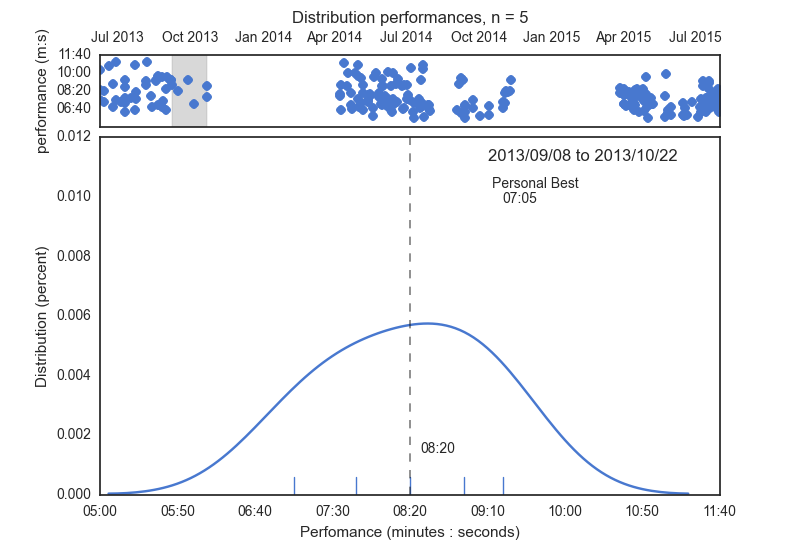 Distribution performances, n = 5
Jul 2013 Oct 2013 Jan 2014 Apr 2014 Jul 2014 Oct 2014 Jan 2015 Apr 2015 Jul 2015
performance (m:s)
11:40
10:00
08:20
06:40
0.012
0.010
0.008
0.006
0.004
0.002
0.000
Distribution (percent)
2013/09/08 to 2013/10/22
Personal Best
07:05
08:20
05:00 05:50 06:40 07:30 08:20 09:10 10:00 10:50 11:40
Perfomance (minutes : seconds)